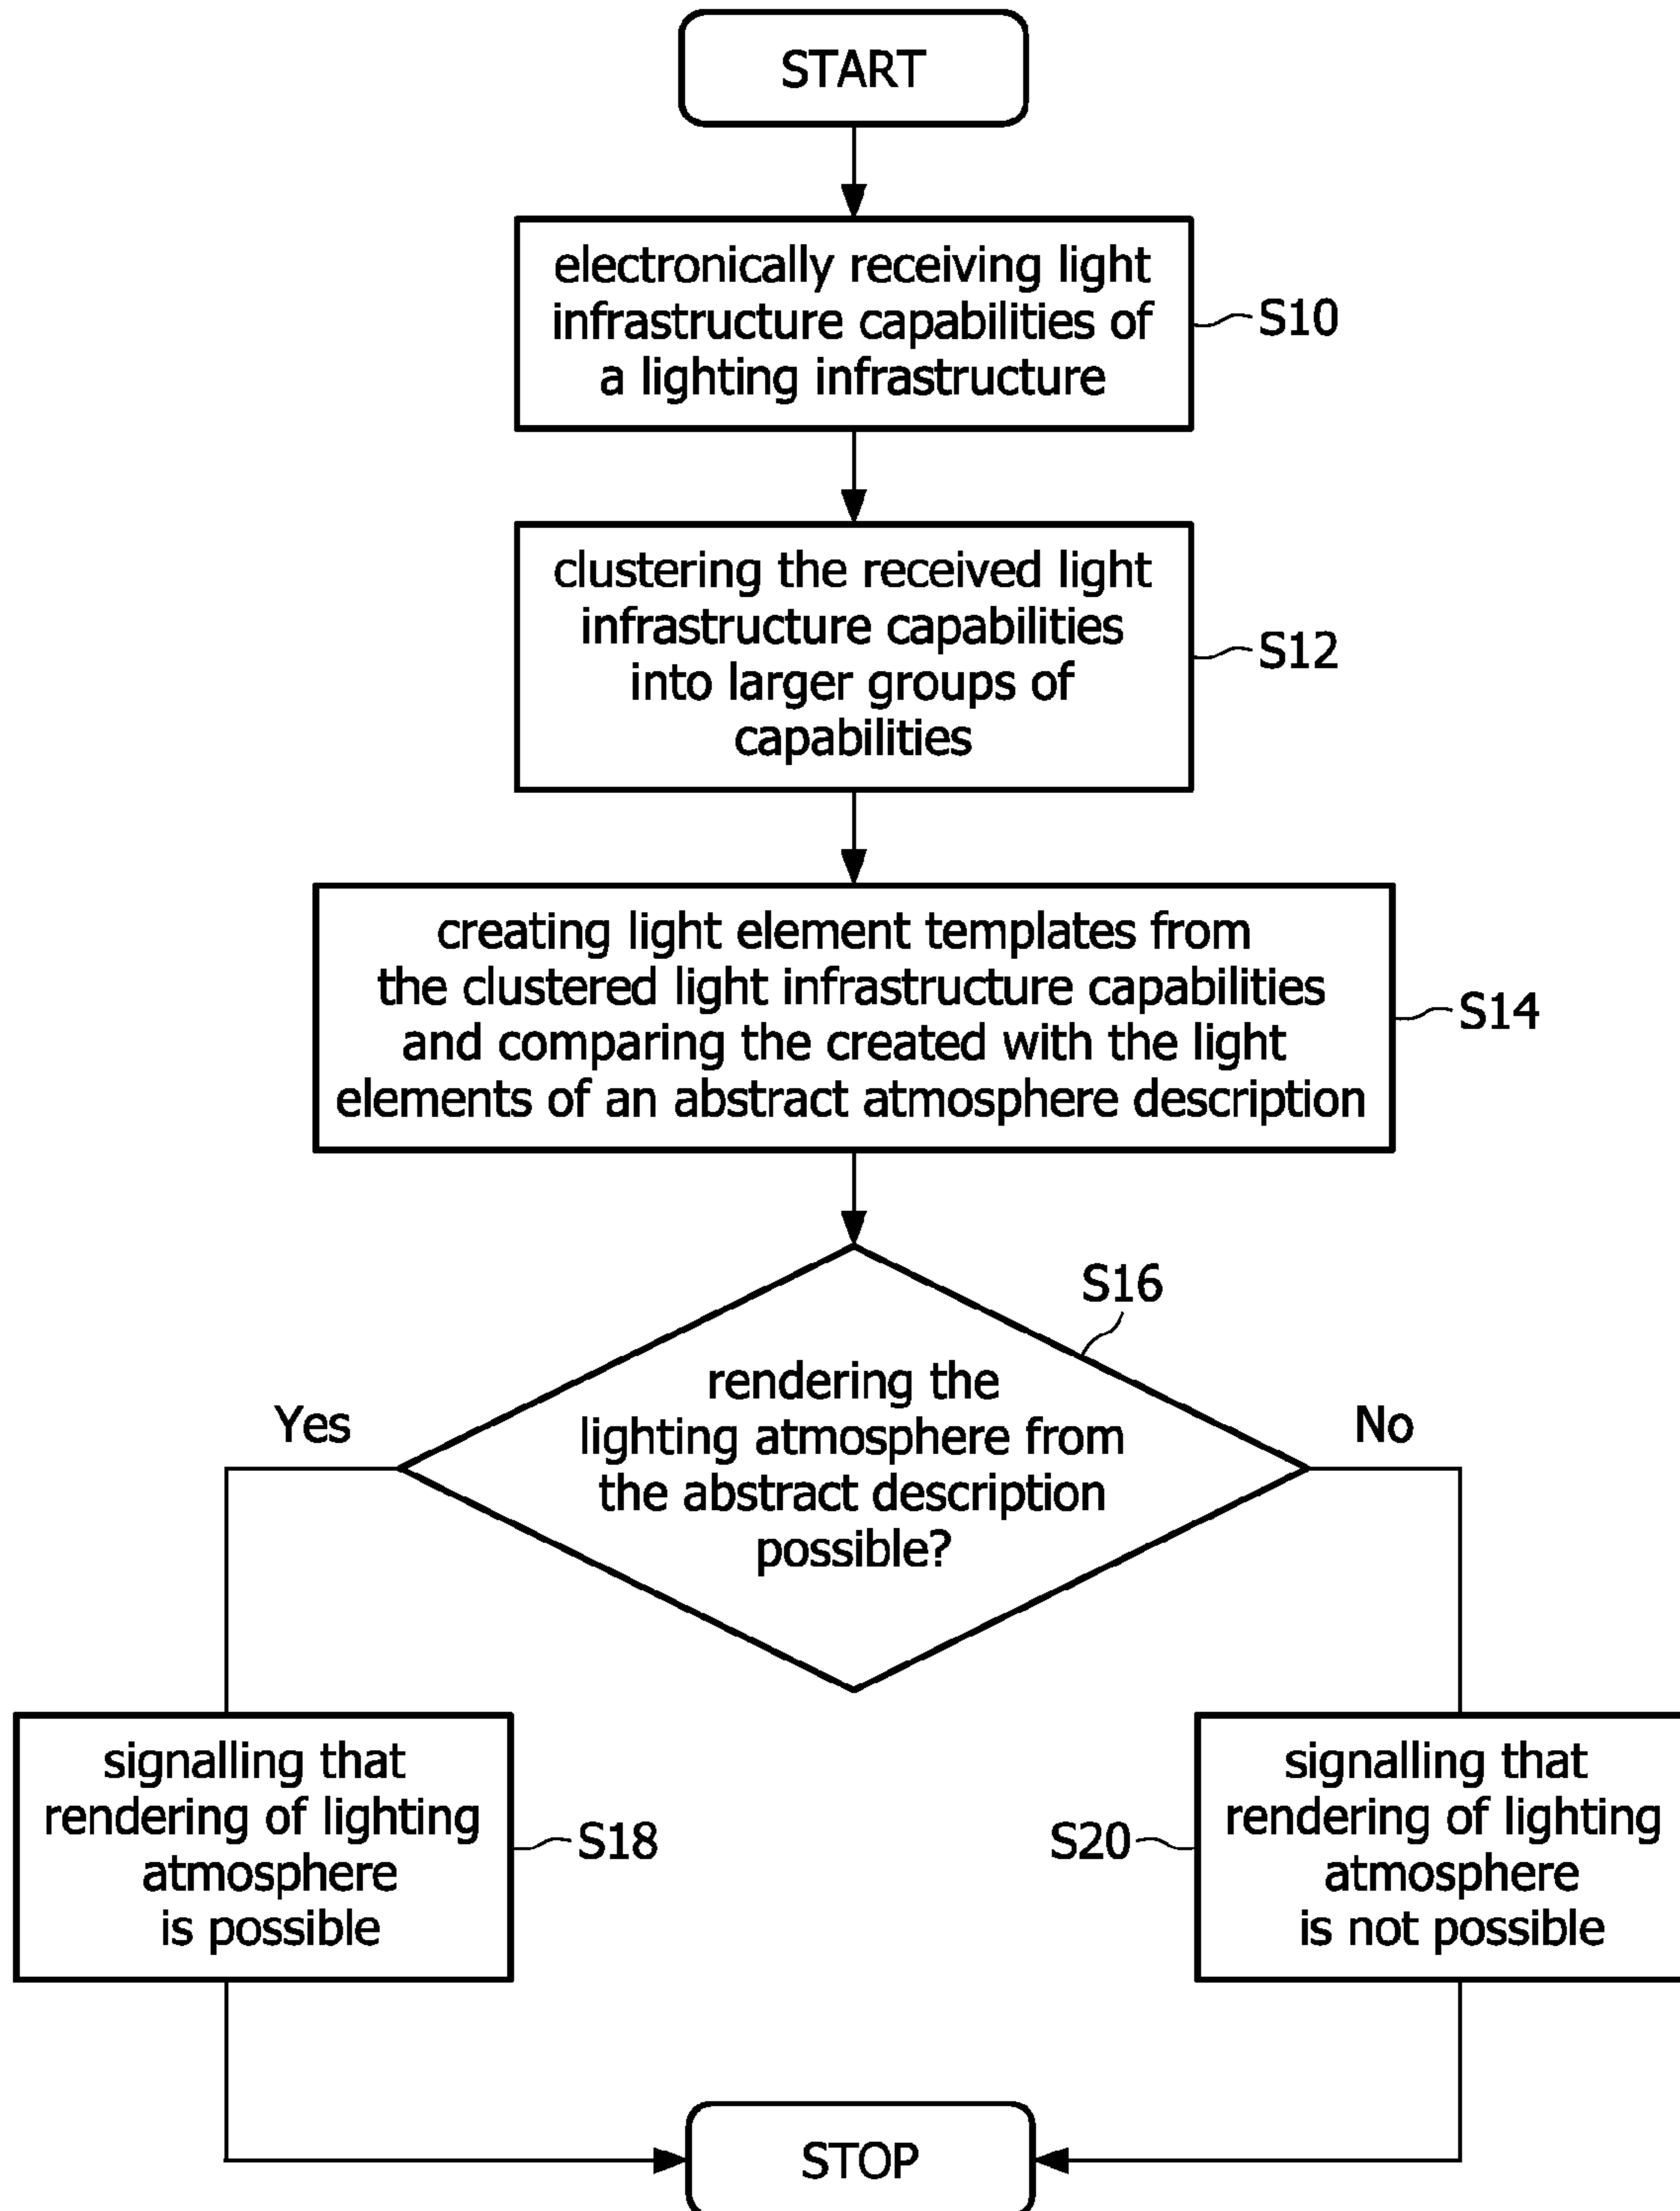 START
electronically receiving light
infrastructure capabilities of
a lighting infrastructure
S10
clustering the received light
infrastructure capabilities
into larger groups of
capabilities
S12
creating light element templates from
the clustered light infrastructure capabilities
and comparing the created with the light
elements of an abstract atmosphere description
S14
S16
rendering the
lighting atmosphere from
the abstract description
possible?
Yes
No
signalling that
rendering of lighting
atmosphere
is possible
S18
S20
signalling that
rendering of lighting
atmosphere
is not possible
STOP